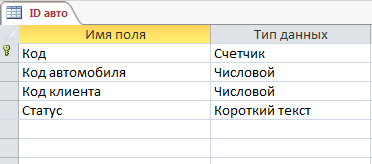 ID авто
Имя поля Тип данных
Код Счетчик
Код автомобиля Числовой
Код клиента Числовой
Статус Короткий текст